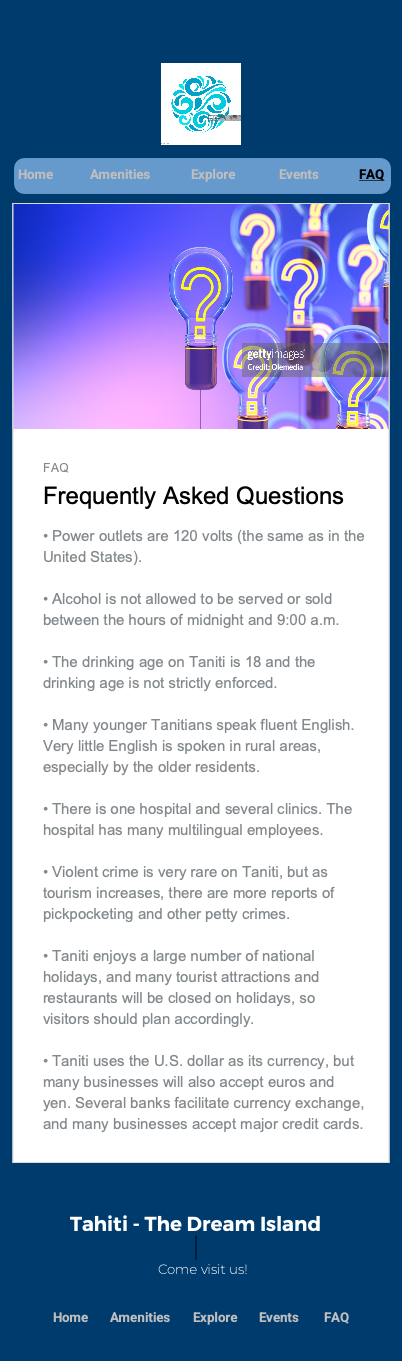 Home Amenities Explore Events FAQ
gettyimages
Credit: Olemedia
FAQ
Frequently Asked Questions
• Power outlets are 120 volts (the same as in the
United States).
• Alcohol is not allowed to be served or sold
between the hours of midnight and 9:00 a.m.
• The drinking age on Taniti is 18 and the
drinking age is not strictly enforced.
• Many younger Tanitians speak fluent English.
Very little English is spoken in rural areas,
especially by the older residents.
• There is one hospital and several clinics. The
hospital has many multilingual employees.
• Violent crime is very rare on Taniti, but as
tourism increases, there are more reports of
pickpocketing and other petty crimes.
• Taniti enjoys a large number of national
holidays, and many tourist attractions and
restaurants will be closed on holidays, so
visitors should plan accordingly.
• Taniti uses the U.S. dollar as its currency, but
many businesses will also accept euros and
yen. Several banks facilitate currency exchange,
and many businesses accept major credit cards.
Tahiti - The Dream Island
Come visit us!
Home Amenities Explore Events FAQ